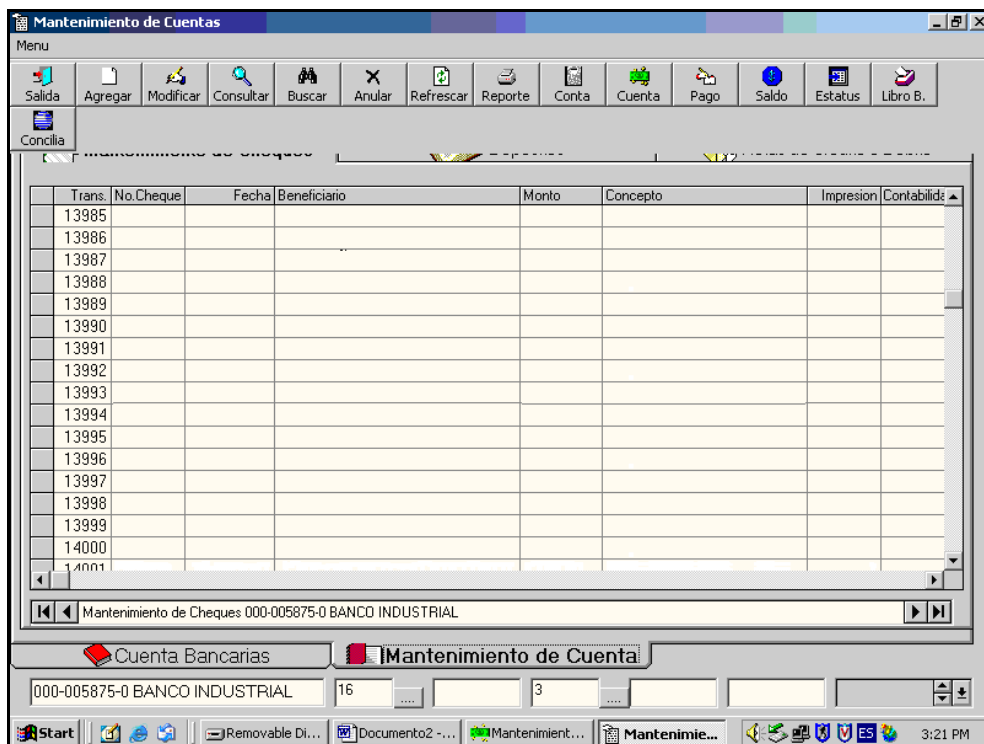 Mantenimiento de Cuentas
Menu
Salida Agregar Modificar Consultar Buscar Anular Refrescar Reporte Conta Cuenta Pago Saldo Estatus Libro B.
Concilia
Trans. No.Cheque Fecha Beneficiario Monto Concepto Impresion Contabilida
13985
13986
13987
13988
13989
13990
13991
13992
13993
13994
13995
13996
13997
13998
13999
14000
14001
Mantenimiento de Cheques 000-005875-0 BANCO INDUSTRIAL
Cuenta Bancarias Mantenimiento de Cuenta
000-005875-0 BANCO INDUSTRIAL 16 .... 3 ....
Start Removable Di... Documento2 -... Mantenimient... Mantenimie... ES 3:21 PM